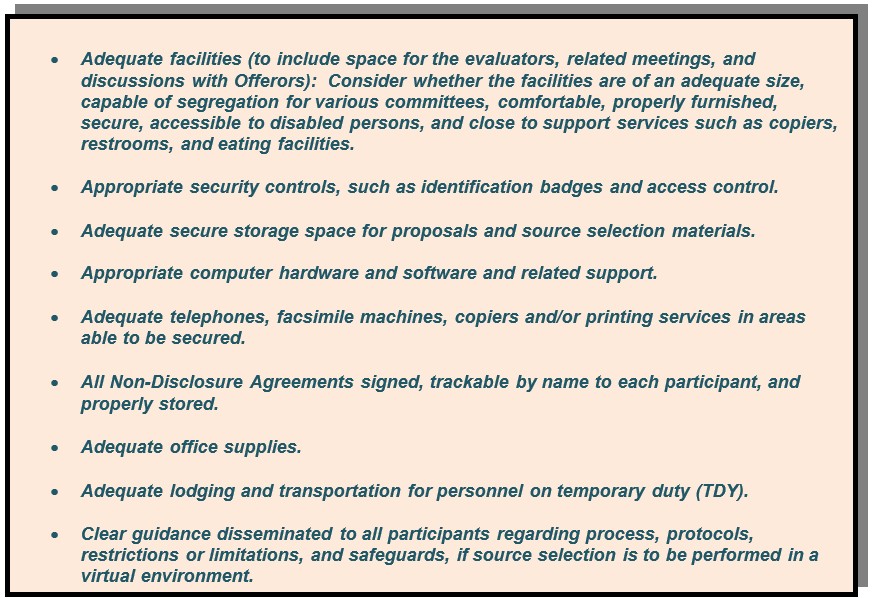 • Adequate facilities (to include space for the evaluators, related meetings, and
discussions with Offerors):  Consider whether the facilities are of an adequate size,
capable of segregation for various committees, comfortable, properly furnished,
secure, accessible to disabled persons, and close to support services such as copiers,
restrooms, and eating facilities.
• Appropriate security controls, such as identification badges and access control.
• Adequate secure storage space for proposals and source selection materials.
• Appropriate computer hardware and software and related support.
• Adequate telephones, facsimile machines, copiers and/or printing services in areas
able to be secured.
• All Non-Disclosure Agreements signed, trackable by name to each participant, and
properly stored.
• Adequate office supplies.
• Adequate lodging and transportation for personnel on temporary duty (TDY).
• Clear guidance disseminated to all participants regarding process, protocols,
restrictions or limitations, and safeguards, if source selection is to be performed in a
virtual environment.